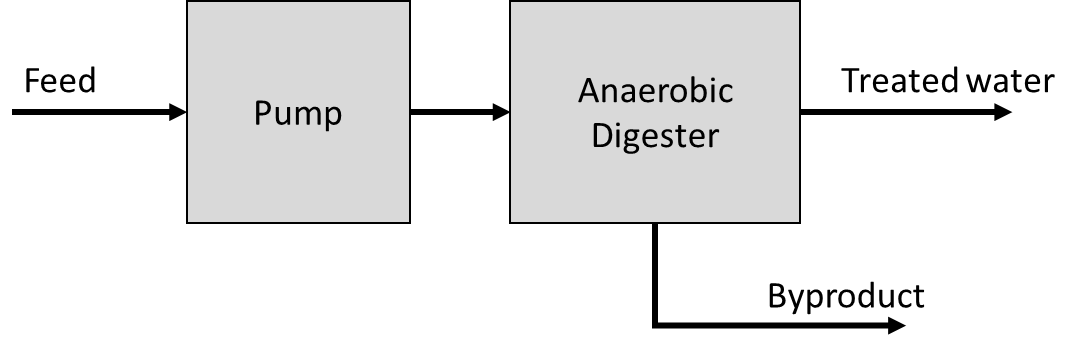 Feed
Pump
Anaerobic
Digester
Treated water
Byproduct